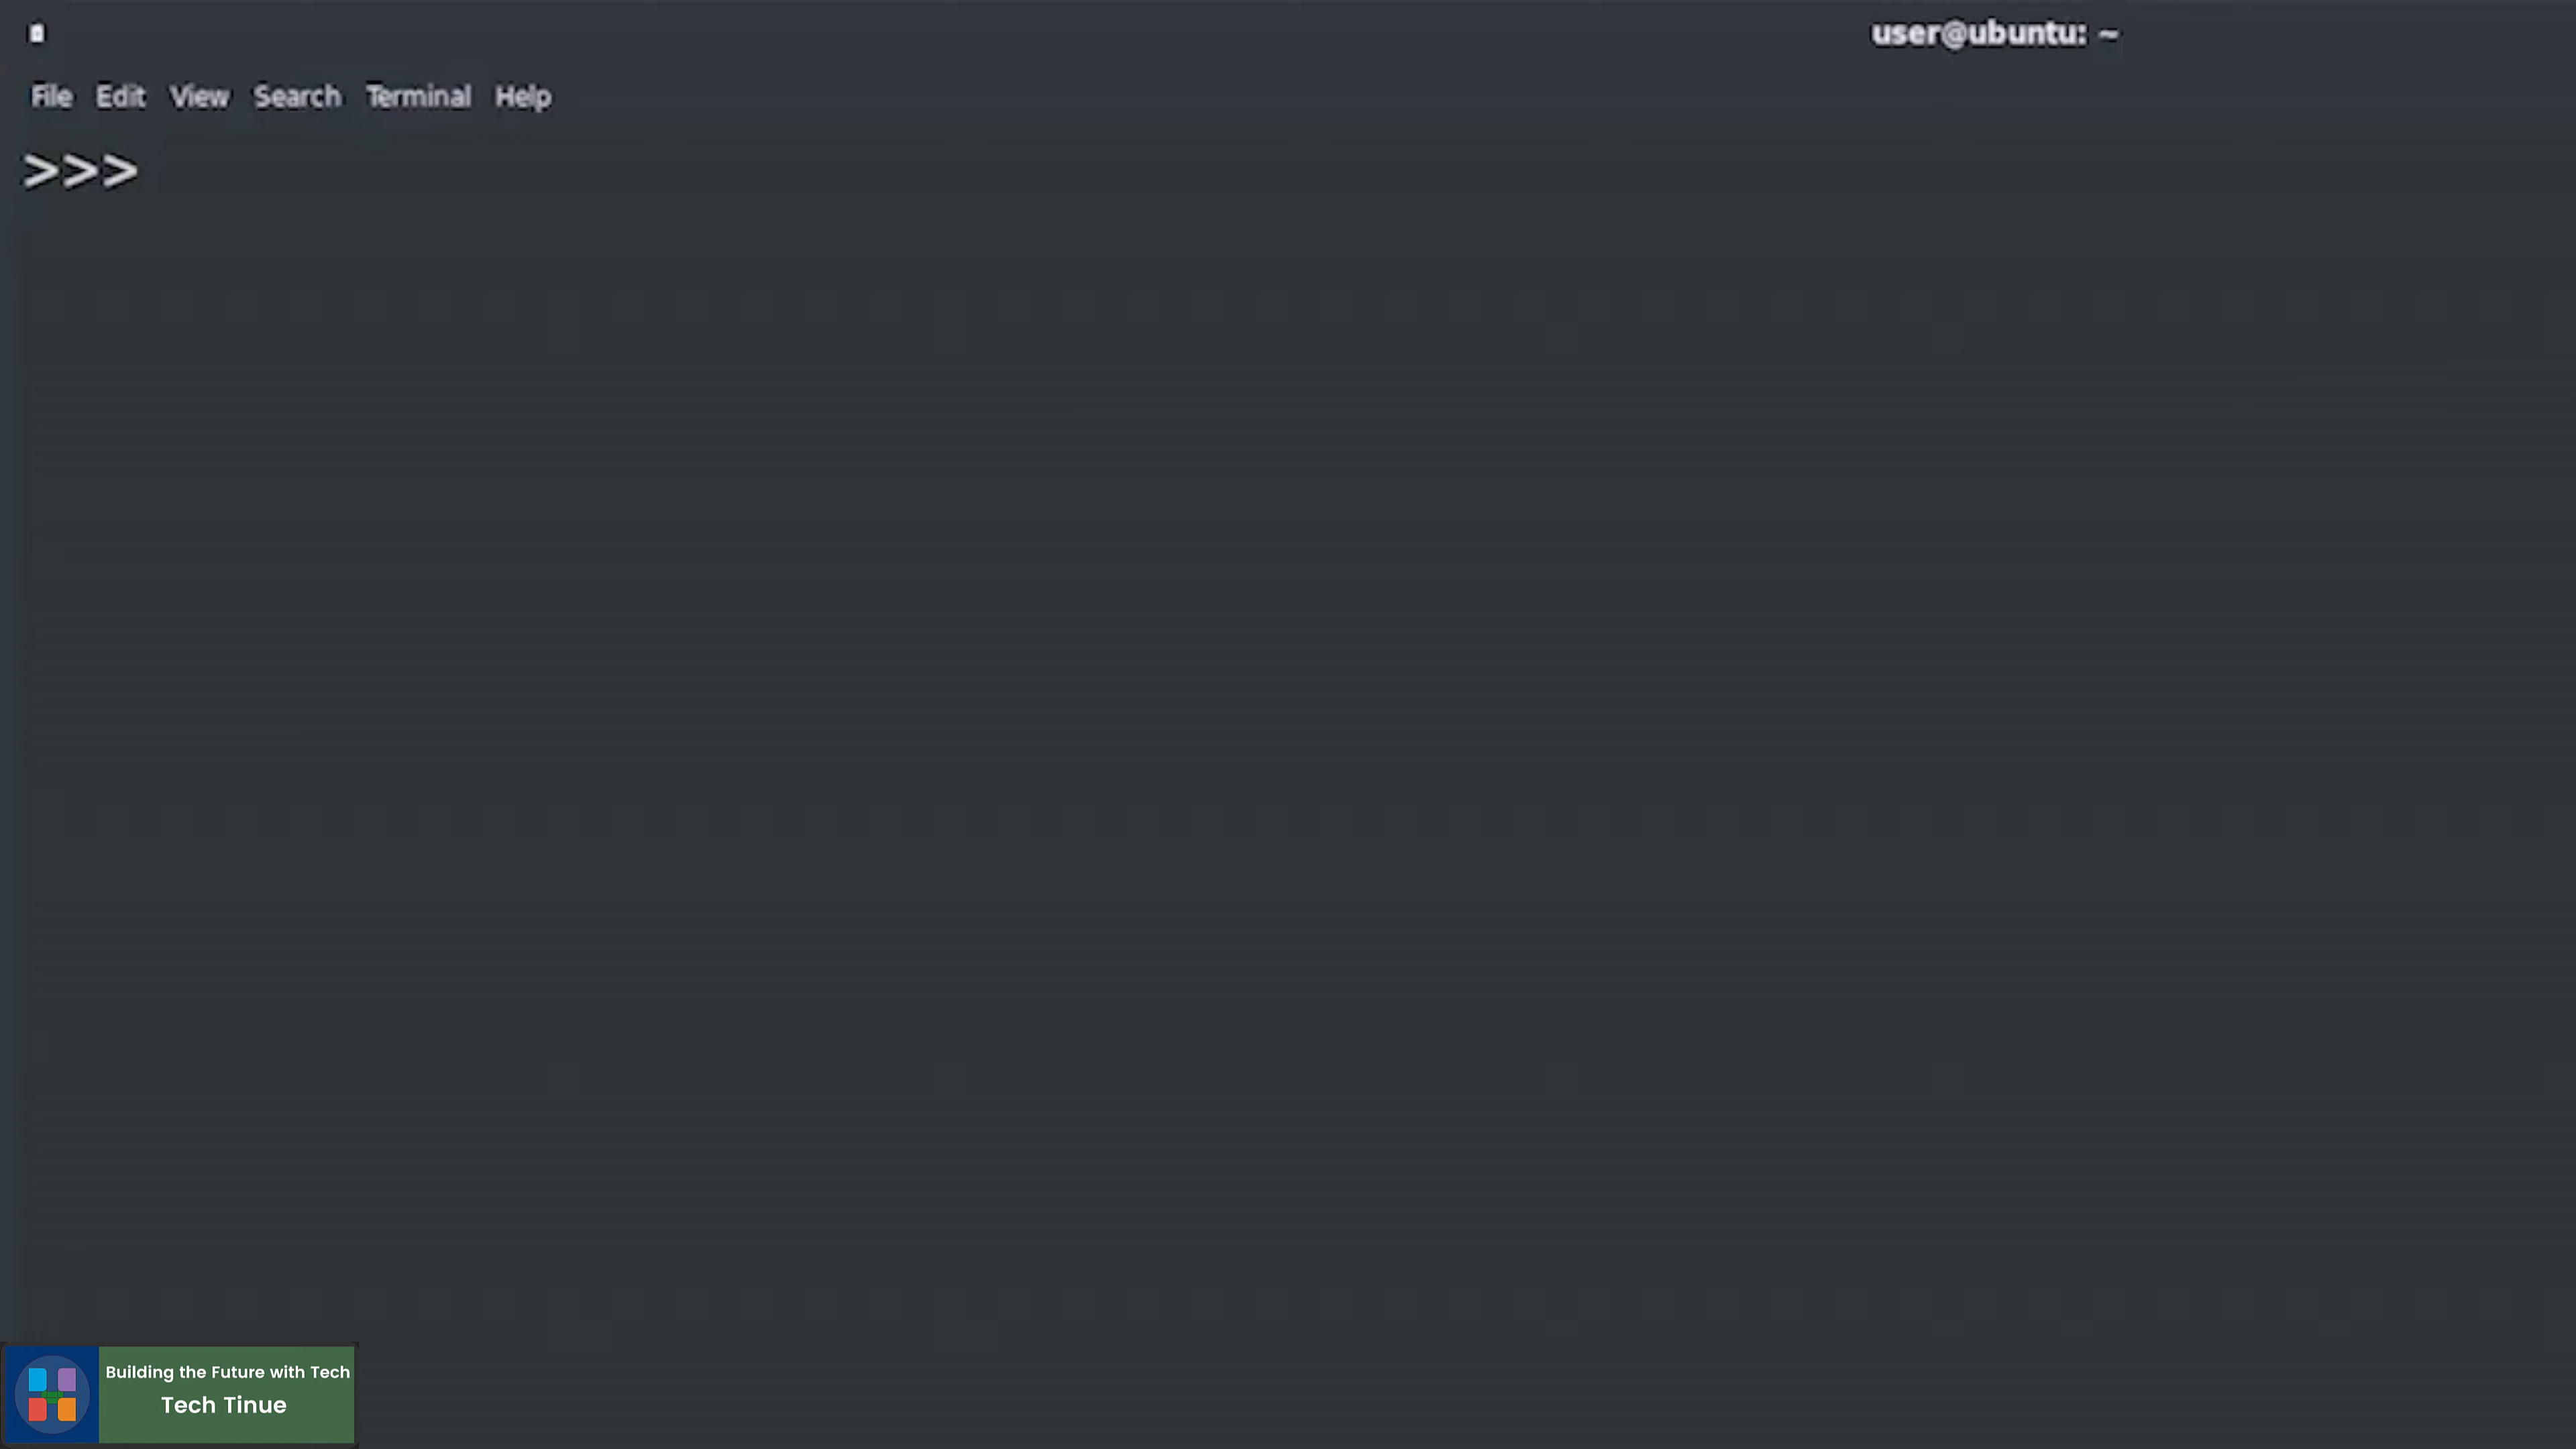 user@ubuntu: ~
File Edit View Search Terminal Help
>>>
Building the Future with Tech
Tech Tinue